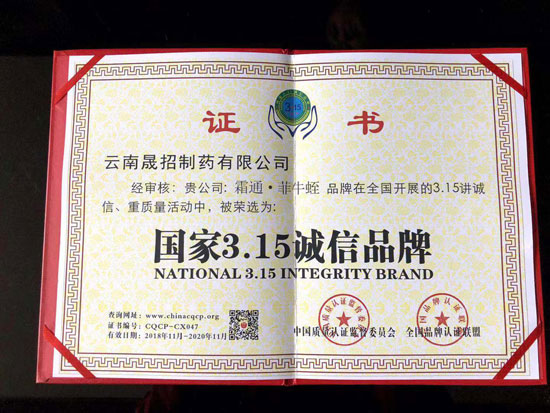 3·15
证 书
云南晟招制药有限公司
经审核：贵公司：霜通·菲牛蛭 品牌在全国开展的3.15讲诚
信、重质量活动中，被荣选为：
国家3.15诚信品牌
NATIONAL 3.15 INTEGRITY BRAND
查询网址：www.chinacqcp.org
证书编号：CQCP-CX047
有效日期：2018年11月-2020年11月
中国质量认证监督委员会 全国品牌认证联盟